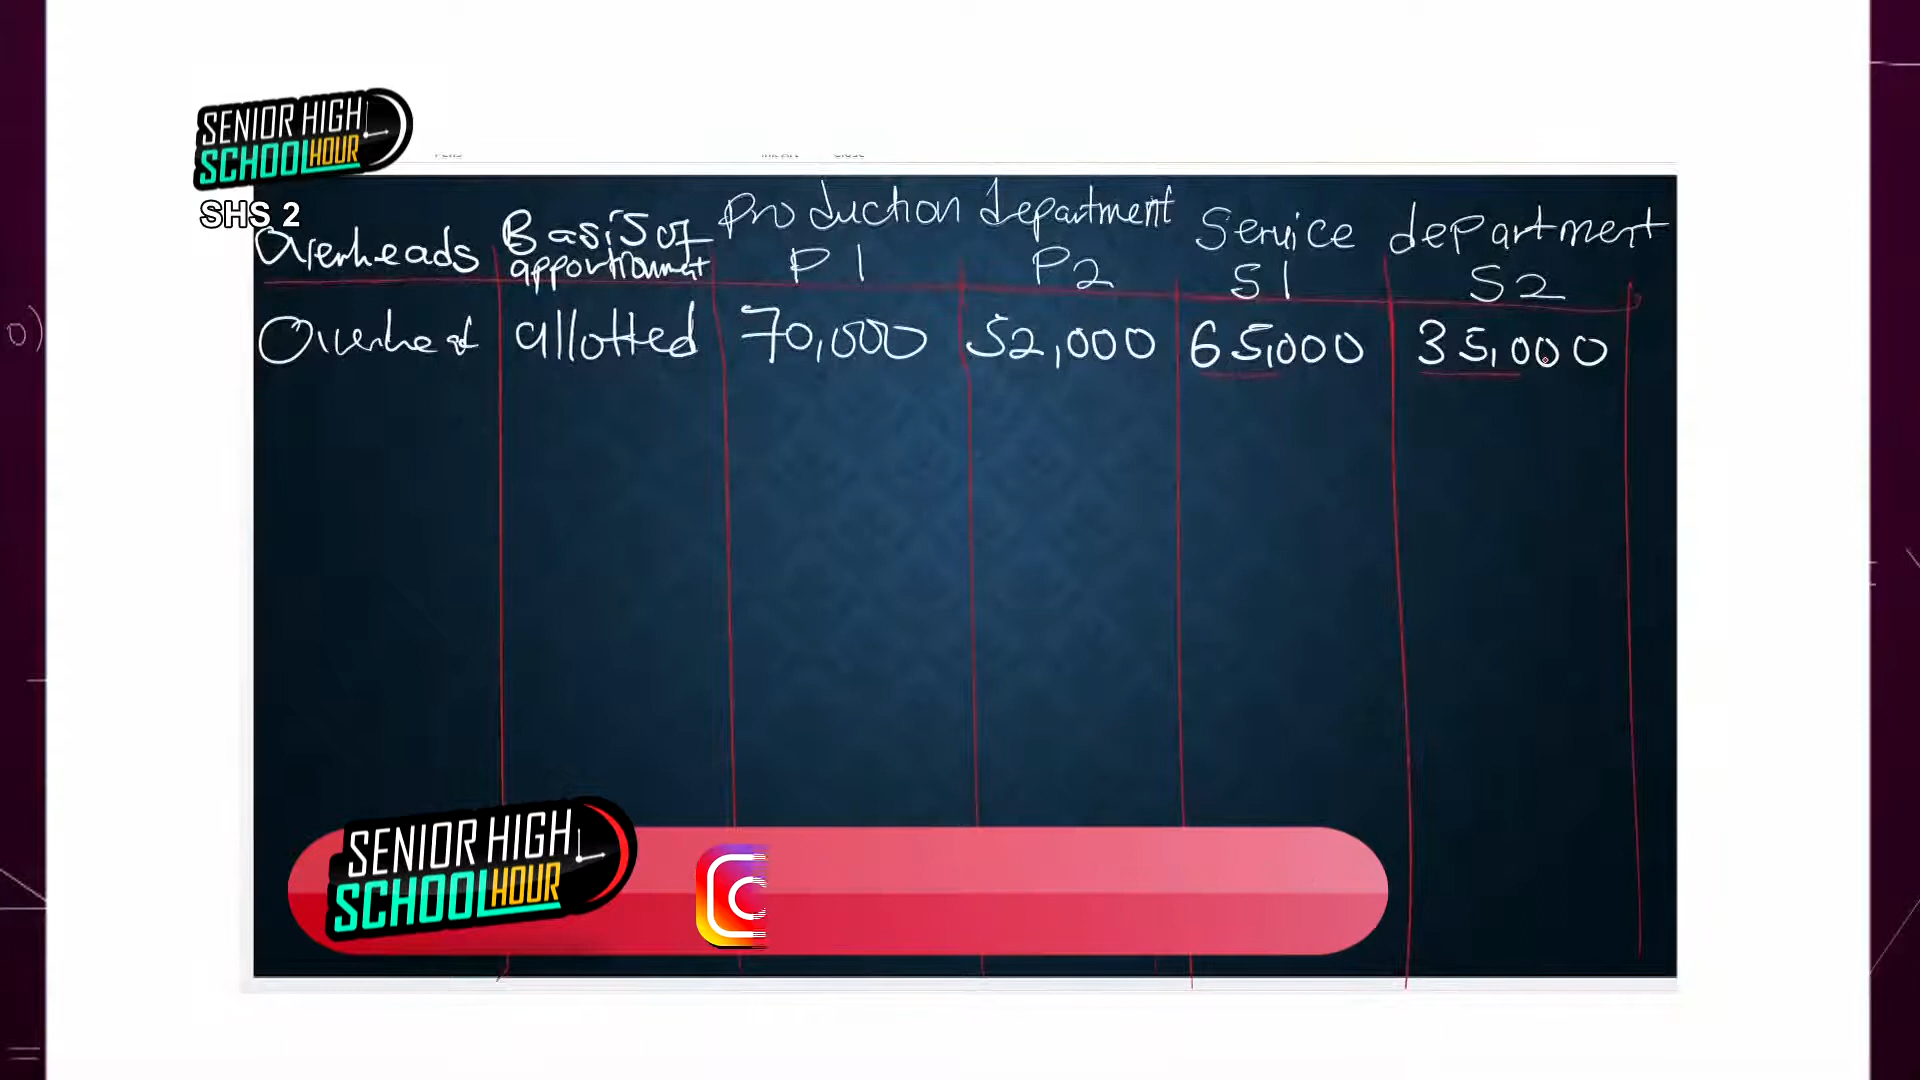 SENIOR HIGH
SCHOOL HOUR
SHS 2
Overheads Basis of apportionment Production department Service department
P1 P2 S1 S2
Overhead allotted 70,000 52,000 65,000 35,000
SENIOR HIGH
SCHOOL HOUR